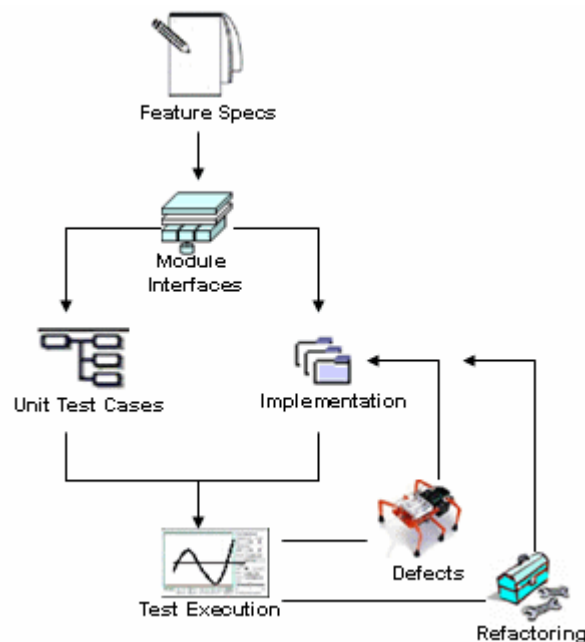 Feature Specs
Module
Interfaces
Unit Test Cases
Implementation
Test Execution
Defects
Refactoring